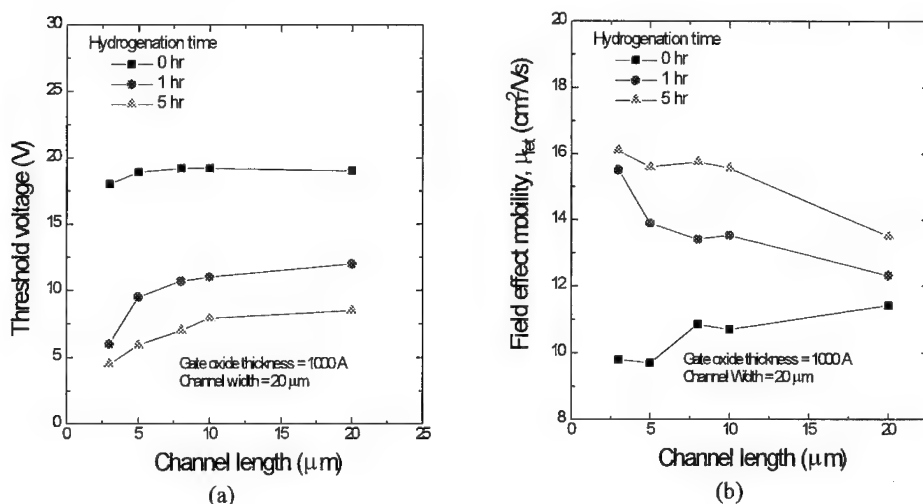 Hydrogenation time
0 hr
1 hr
5 hr
Threshold voltage (V)
30
25
20
15
10
5
0
Gate oxide thickness = 1000 A
Channel width = 20 μm
0 5 10 15 20 25
Channel length (μm)
(a)
Hydrogenation time
0 hr
1 hr
5 hr
Field effect mobility, μfet (cm²/Vs)
20
18
16
14
12
10
8
Gate oxide thickness = 1000 A
Channel Width = 20 μm
0 5 10 15 20
Channel length (μm)
(b)